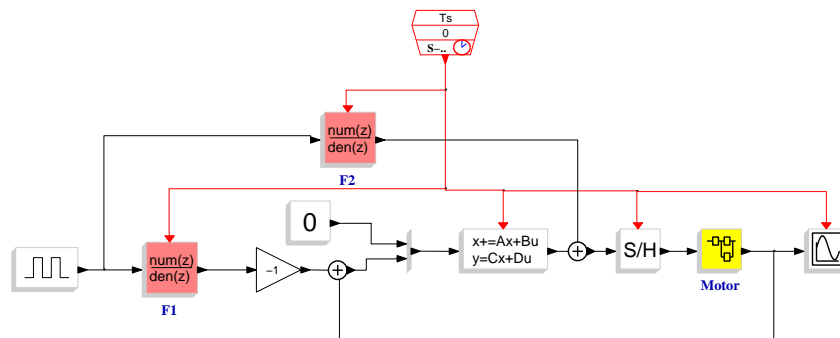 Ts
0
S-..
num(z)
den(z)
F2
0
num(z)
den(z)
F1
-1
x+=Ax+Bu
y=Cx+Du
S/H
Motor